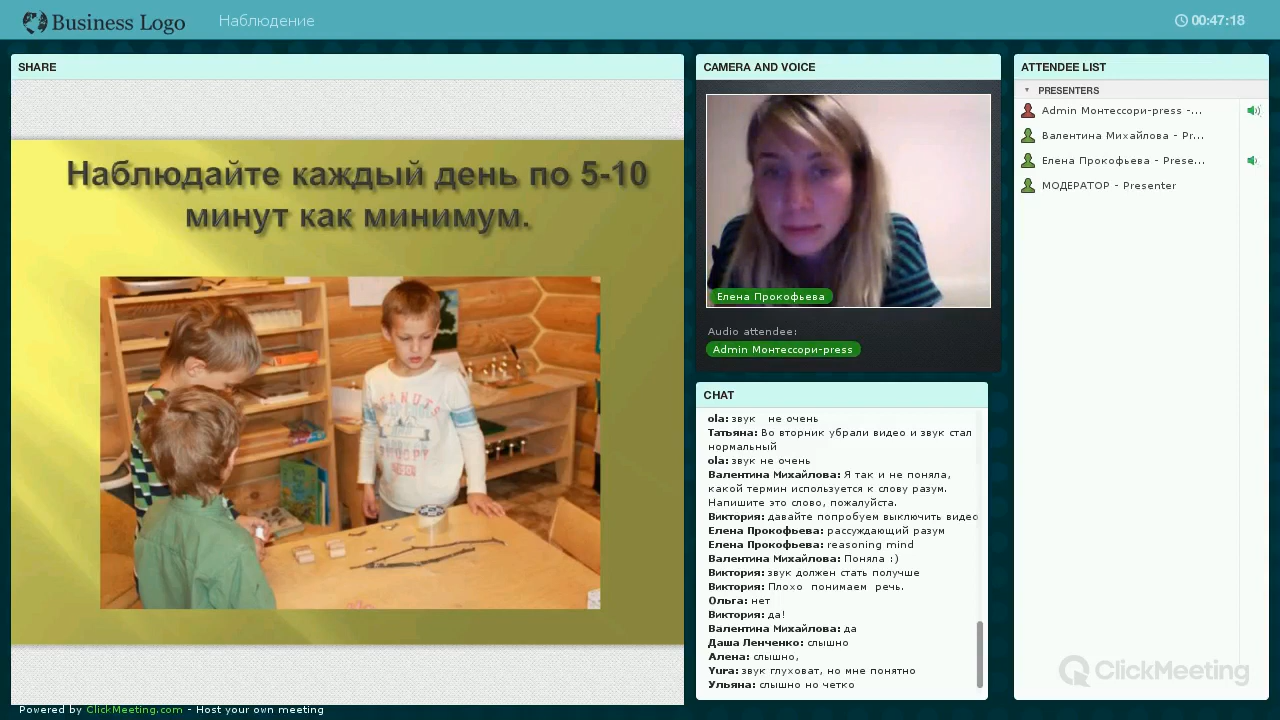 Business Logo
Наблюдение
00:47:18
SHARE
Наблюдайте каждый день по 5-10
минут как минимум.
PEANUTS
SNOOPY
CAMERA AND VOICE
Елена Прокофьева
Audio attendee:
Admin Монтессори-press
CHAT
ola: звук не очень
Татьяна: Во вторник убрали видео и звук стал
нормальный
ola: звук не очень
Валентина Михайлова: Я так и не поняла,
какой термин используется к слову разум.
Напишите это слово, пожалуйста.
Виктория: давайте попробуем выключить видео
Елена Прокофьева: рассуждающий разум
Елена Прокофьева: reasoning mind
Валентина Михайлова: Поняла :)
Виктория: звук должен стать получше
Виктория: Плохо понимаем речь.
Ольга: нет
Виктория: да!
Валентина Михайлова: да
Даша Ленченко: слышно
Алена: слышно,
Yura: звук глуховат, но мне понятно
Ульяна: слышно но четко
ATTENDEE LIST
PRESENTERS
Admin Монтессори-press -...
Валентина Михайлова - Pr...
Елена Прокофьева - Prese...
МОДЕРАТОР - Presenter
ClickMeeting
Powered by ClickMeeting.com - Host your own meeting